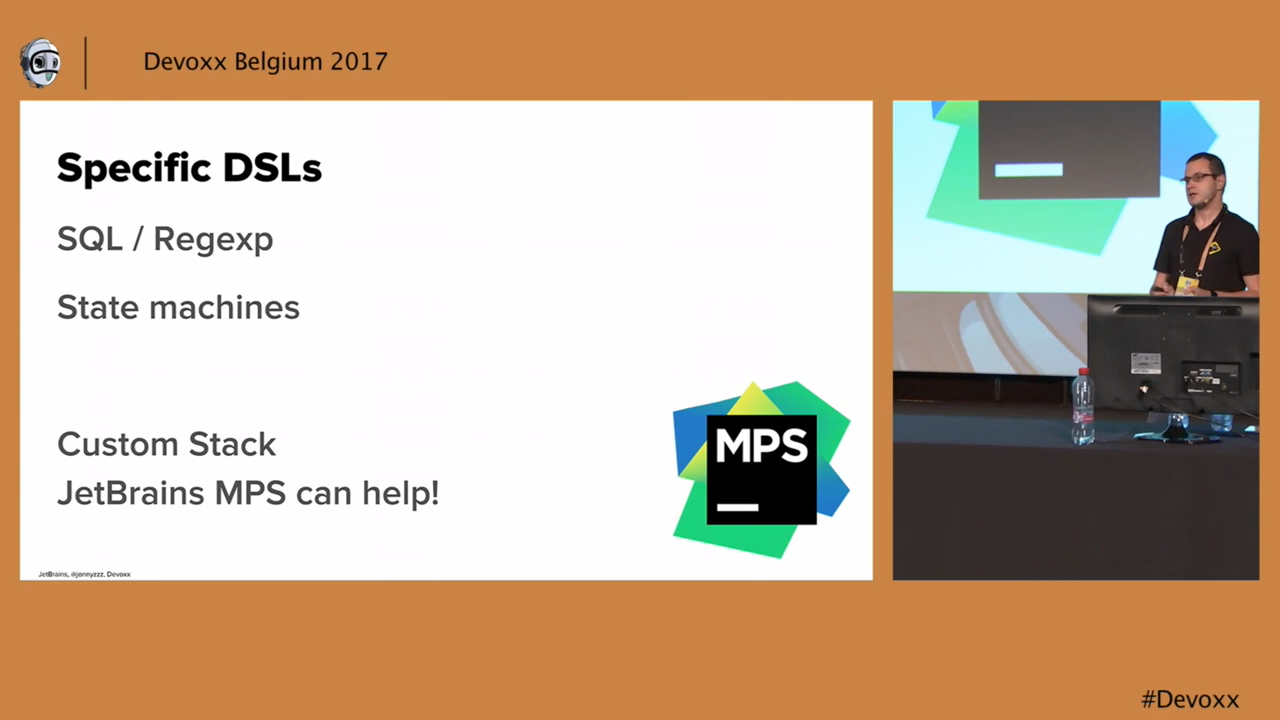 Devoxx Belgium 2017
Specific DSLs
SQL / Regexp
State machines
Custom Stack
JetBrains MPS can help!
MPS
JetBrains, @jonnyzzz, Devoxx
#Devoxx